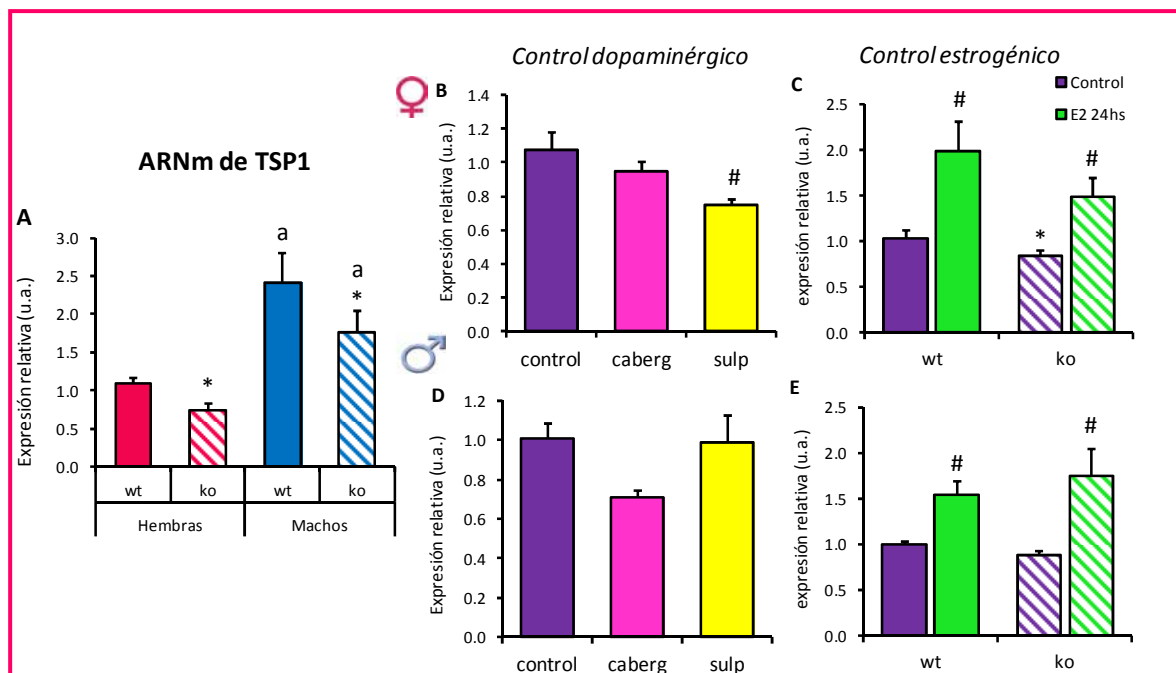 Control dopaminérgico
Control estrogénico
ARNm de TSP1
A
Expresión relativa (u.a.)
3.0
2.5
2.0
1.5
1.0
0.5
0.0
*
a
a
*
wt
ko
wt
ko
Hembras
Machos
B
Expresión relativa (u.a.)
1.4
1.2
1.0
0.8
0.6
0.4
0.2
0.0
#
control
caberg
sulp
C
Control
E2 24hs
expresión relativa (u.a.)
2.5
2.0
1.5
1.0
0.5
0.0
#
*
#
wt
ko
D
Expresión relativa (u.a.)
1.2
1.0
0.8
0.6
0.4
0.2
0.0
control
caberg
sulp
E
expresión relativa (u.a.)
2.5
2.0
1.5
1.0
0.5
0.0
#
#
wt
ko